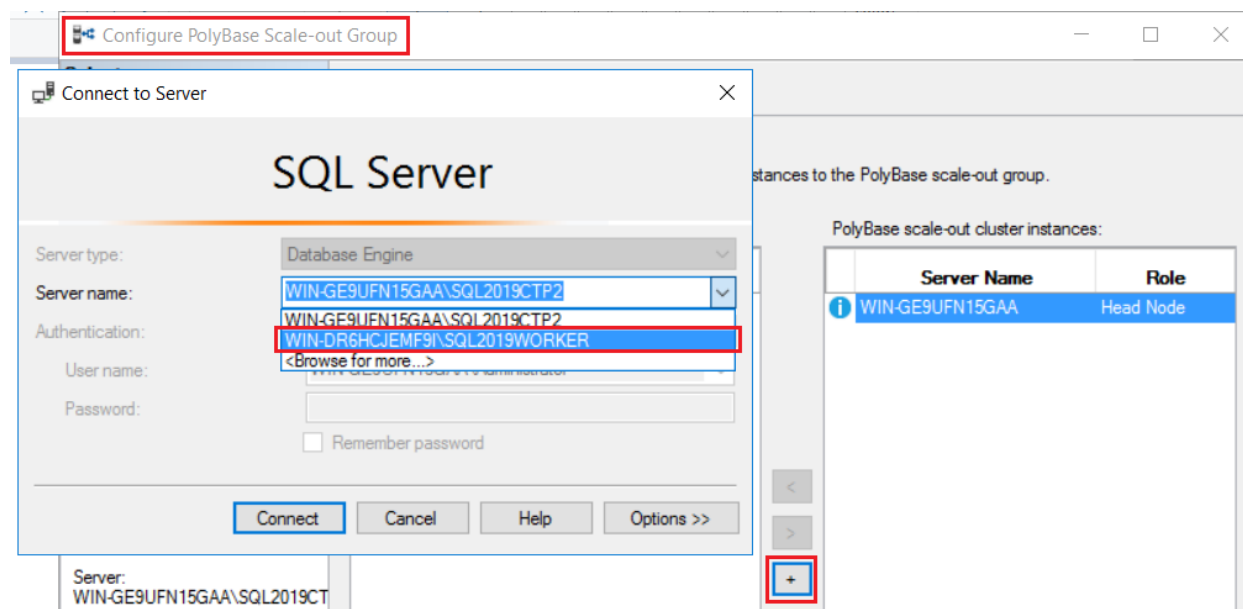 Configure PolyBase Scale-out Group
Connect to Server
SQL Server
Server type:
Database Engine
Server name:
WIN-GE9UFN15GAA\SQL2019CTP2
WIN-GE9UFN15GAA\SQL2019CTP2
WIN-DR6HCJEMF9I\SQL2019WORKER
<Browse for more...>
Authentication:
User name:
Password:
Remember password
Connect
Cancel
Help
Options >>
stances to the PolyBase scale-out group.
PolyBase scale-out cluster instances:
Server Name
Role
WIN-GE9UFN15GAA
Head Node
<
>
+
Server:
WIN-GE9UFN15GAA\SQL2019CT